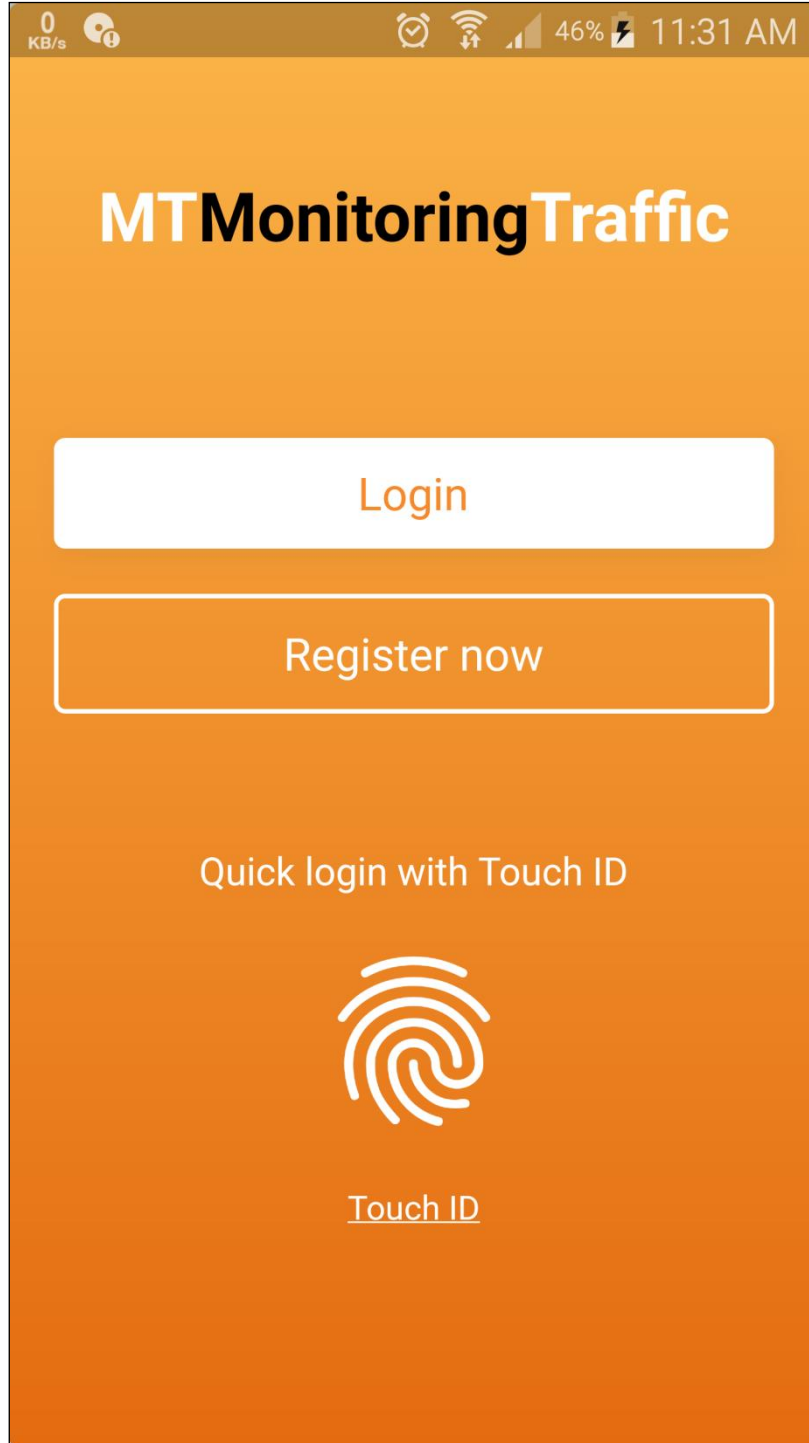 0
KB/s
46% 11:31 AM
MTMonitoringTraffic
Login
Register now
Quick login with Touch ID
Touch ID